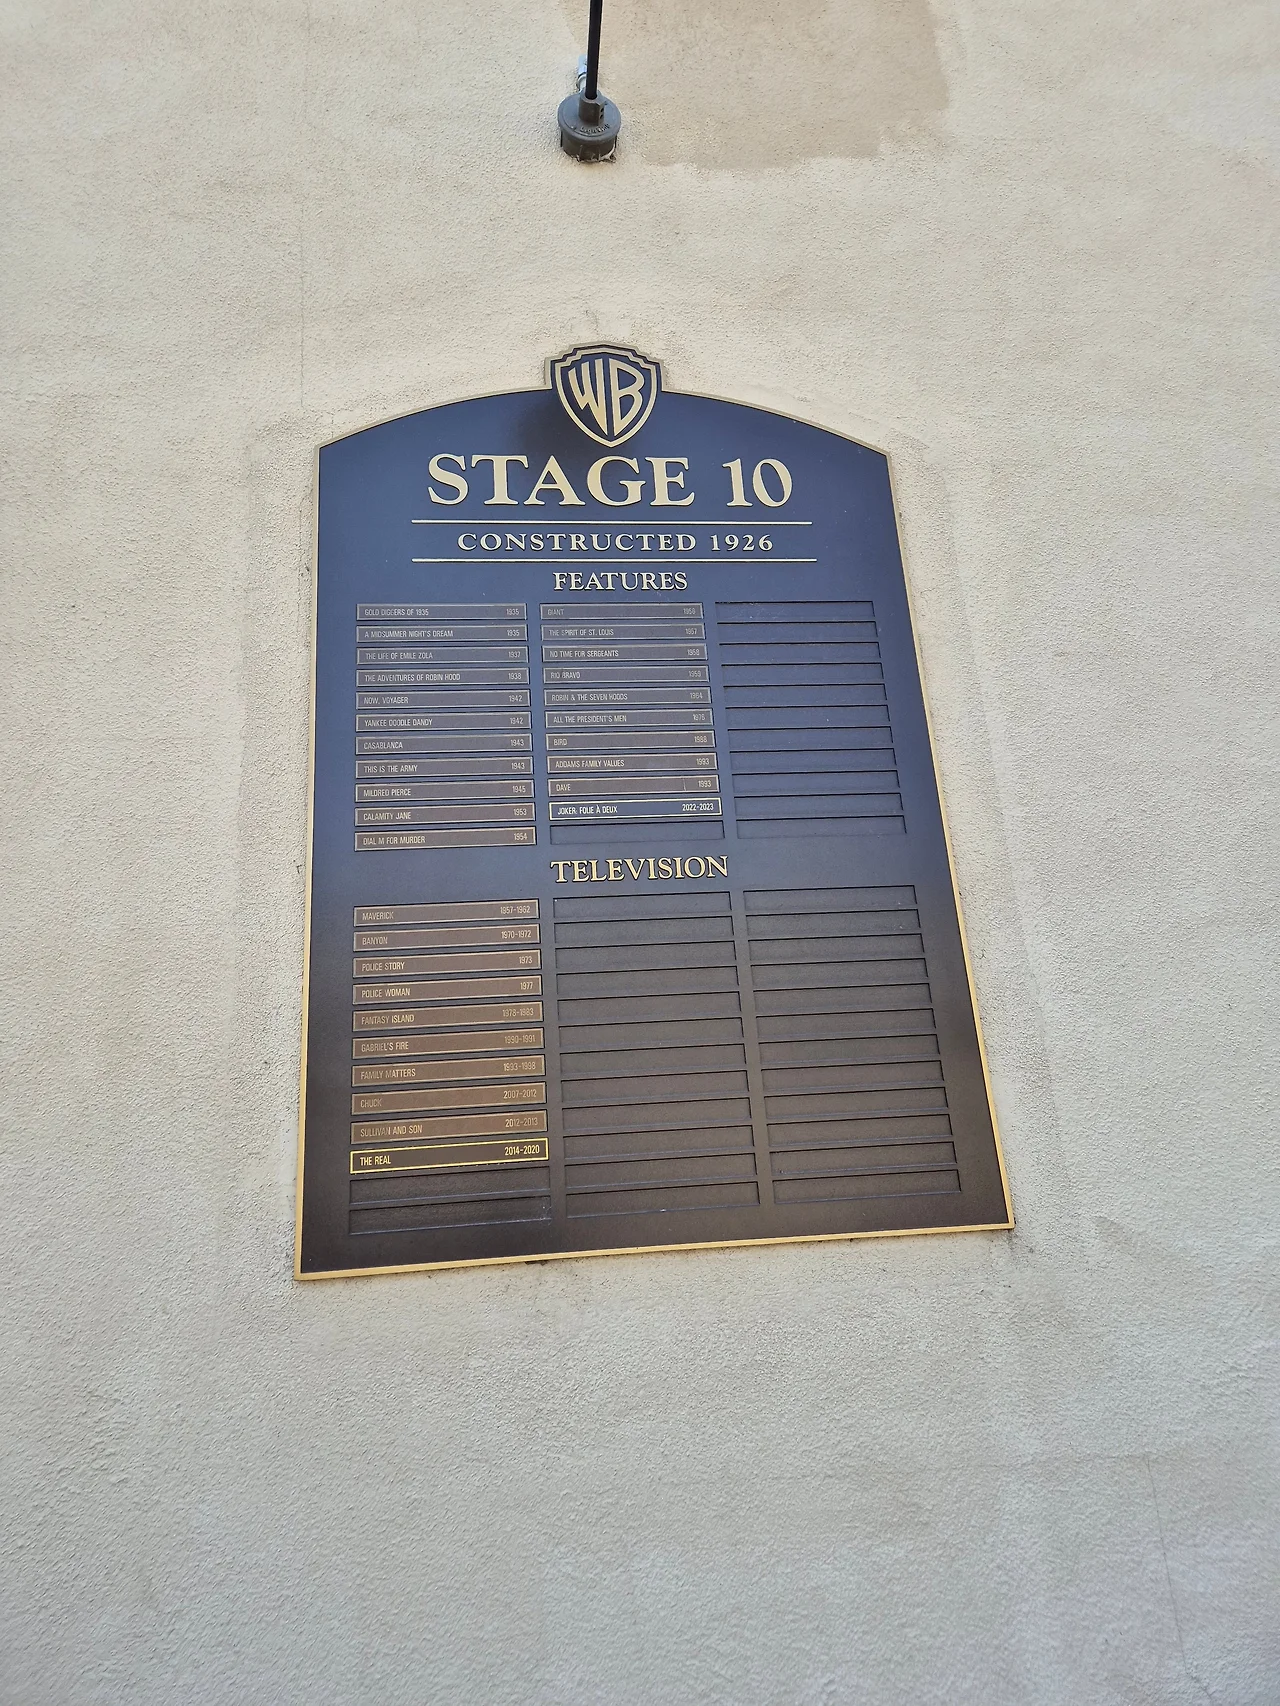 WB
STAGE 10
CONSTRUCTED 1926
FEATURES
GOLD DIGGERS OF 1935 1935
A MIDSUMMER NIGHT'S DREAM 1935
THE LIFE OF EMILE ZOLA 1937
THE ADVENTURES OF ROBIN HOOD 1938
NOW, VOYAGER 1942
YANKEE DOODLE DANDY 1942
CASABLANCA 1943
THIS IS THE ARMY 1943
MILDRED PIERCE 1945
CALAMITY JANE 1953
DIAL M FOR MURDER 1954
GIANT
THE SPIRIT OF ST. LOUIS 1957
NO TIME FOR SERGEANTS 1958
RIO BRAVO 1959
ROBIN & THE SEVEN HOODS 1964
ALL THE PRESIDENT'S MEN 1976
BIRD 1988
ADDAMS FAMILY VALUES 1993
DAVE 1993
JOKER: FOLIE À DEUX 2022-2023
TELEVISION
MAVERICK 1957-1962
BANYON 1970-1972
POLICE STORY 1973
POLICE WOMAN 1977
FANTASY ISLAND 1978-1983
GABRIEL'S FIRE 1990-1991
FAMILY MATTERS 1993-1998
CHUCK 2007-2012
SULLIVAN AND SON 2012-2013
THE REAL 2014-2020